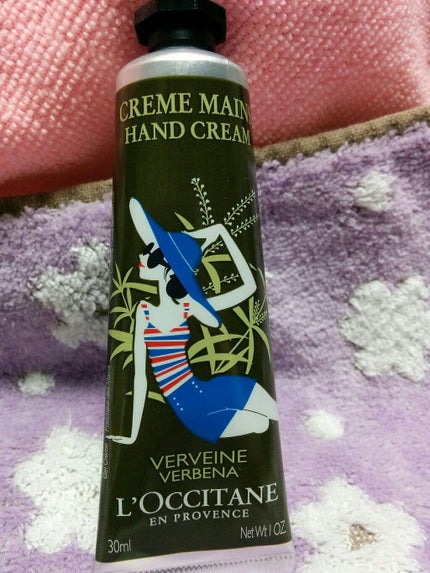 CREME MAINS
HAND CREAM
VERVEINE
VERBENA
L'OCCITANE
EN PROVENCE
30ml
Net Wt 1 OZ